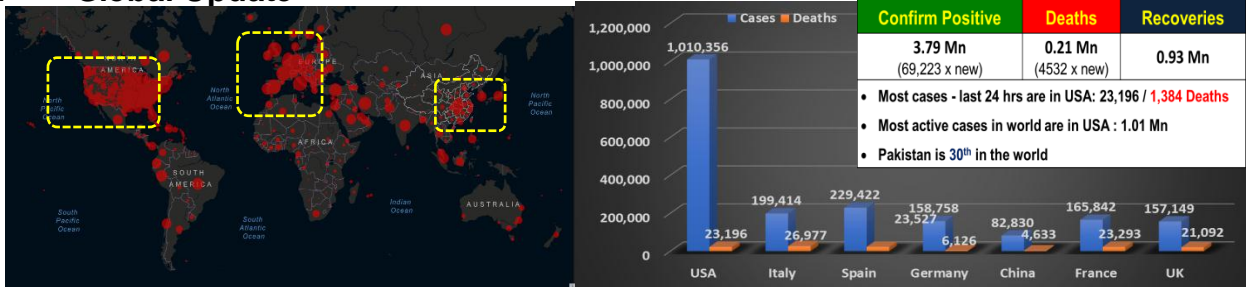 Global Update
NORTH
AMERICA
EUROPE
ASIA
North
Pacific
Ocean
North
Atlantic
Ocean
North
Pacific
Ocean
AFRICA
SOUTH
AMERICA
Indian
Ocean
AUSTRALIA
South
Pacific
Ocean
South
Atlantic
Ocean
Cases Deaths
1,200,000
1,000,000
800,000
600,000
400,000
200,000
0
1,010,356
23,196
199,414
26,977
229,422
23,527
158,758
6,126
82,830
4,633
165,842
23,293
157,149
21,092
USA Italy Spain Germany China France UK
Confirm Positive Deaths Recoveries
3.79 Mn 0.21 Mn 0.93 Mn
(69,223 x new) (4532 x new)
• Most cases - last 24 hrs are in USA: 23,196 / 1,384 Deaths
• Most active cases in world are in USA : 1.01 Mn
• Pakistan is 30th in the world